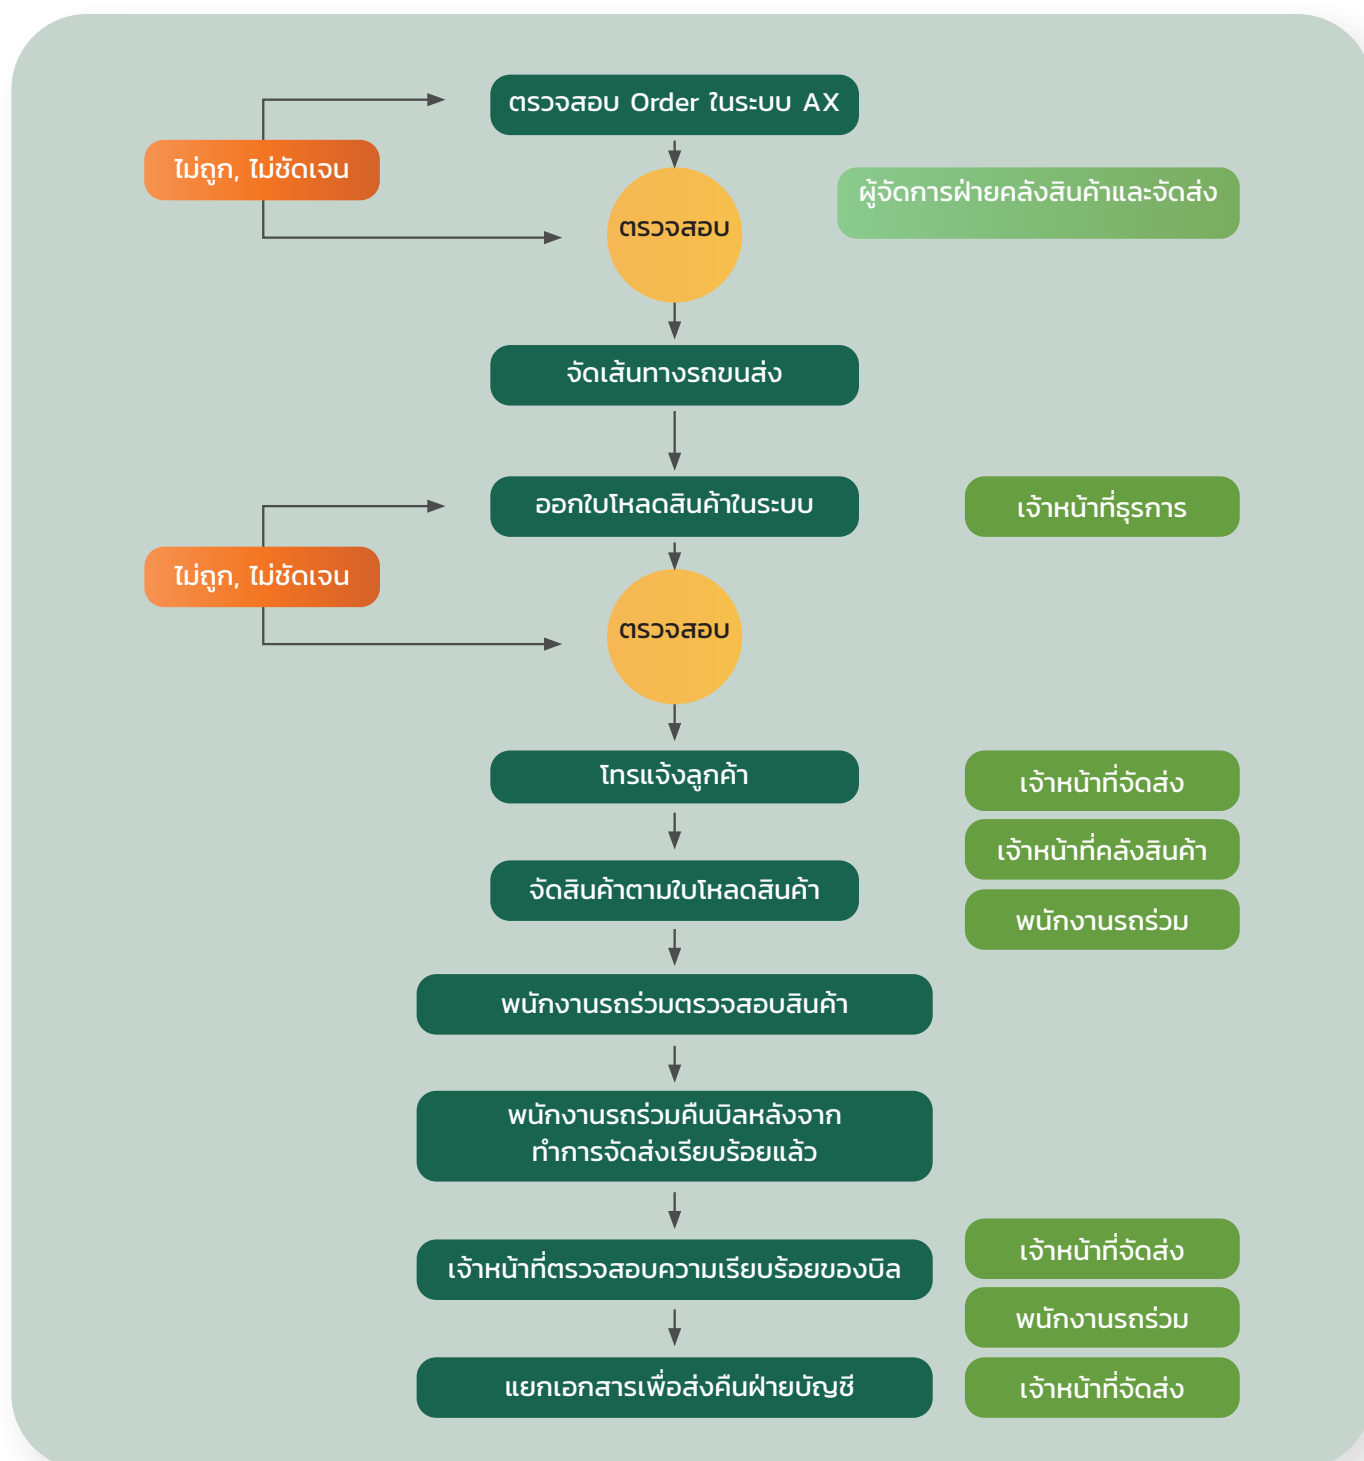 ตรวจสอบ Order ในระบบ AX
ไม่ถูก, ไม่ชัดเจน
ตรวจสอบ
ผู้จัดการฝ่ายคลังสินค้าและจัดส่ง
จัดเส้นทางรถขนส่ง
ออกใบโหลดสินค้าในระบบ
เจ้าหน้าที่ธุรการ
ไม่ถูก, ไม่ชัดเจน
ตรวจสอบ
โทรแจ้งลูกค้า
เจ้าหน้าที่จัดส่ง
เจ้าหน้าที่คลังสินค้า
จัดสินค้าตามใบโหลดสินค้า
พนักงานรถร่วม
พนักงานรถร่วมตรวจสอบสินค้า
พนักงานรถร่วมคืนบิลหลังจาก
ทำการจัดส่งเรียบร้อยแล้ว
เจ้าหน้าที่จัดส่ง
เจ้าหน้าที่ตรวจสอบความเรียบร้อยของบิล
พนักงานรถร่วม
แยกเอกสารเพื่อส่งคืนฝ่ายบัญชี
เจ้าหน้าที่จัดส่ง